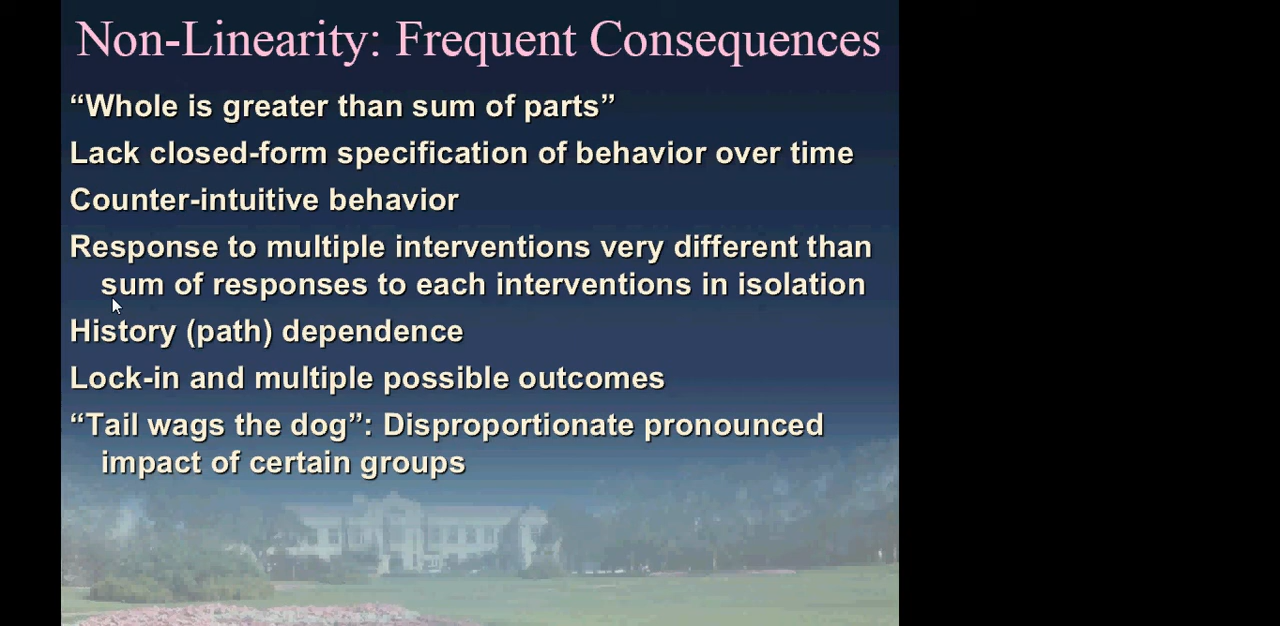 Non-Linearity: Frequent Consequences
“Whole is greater than sum of parts”
Lack closed-form specification of behavior over time
Counter-intuitive behavior
Response to multiple interventions very different than
sum of responses to each interventions in isolation
History (path) dependence
Lock-in and multiple possible outcomes
“Tail wags the dog”: Disproportionate pronounced
impact of certain groups